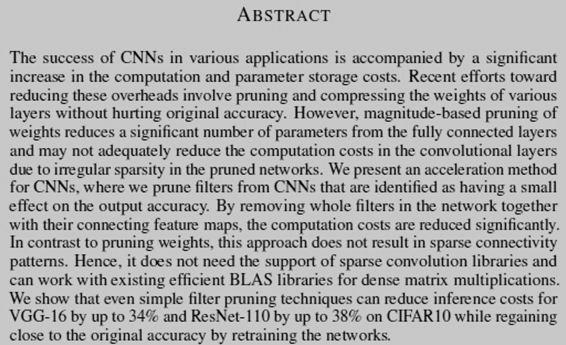 ABSTRACT
The success of CNNs in various applications is accompanied by a significant
increase in the computation and parameter storage costs. Recent efforts toward
reducing these overheads involve pruning and compressing the weights of various
layers without hurting original accuracy. However, magnitude-based pruning of
weights reduces a significant number of parameters from the fully connected layers
and may not adequately reduce the computation costs in the convolutional layers
due to irregular sparsity in the pruned networks. We present an acceleration method
for CNNs, where we prune filters from CNNs that are identified as having a small
effect on the output accuracy. By removing whole filters in the network together
with their connecting feature maps, the computation costs are reduced significantly.
In contrast to pruning weights, this approach does not result in sparse connectivity
patterns. Hence, it does not need the support of sparse convolution libraries and
can work with existing efficient BLAS libraries for dense matrix multiplications.
We show that even simple filter pruning techniques can reduce inference costs for
VGG-16 by up to 34% and ResNet-110 by up to 38% on CIFAR10 while regaining
close to the original accuracy by retraining the networks.